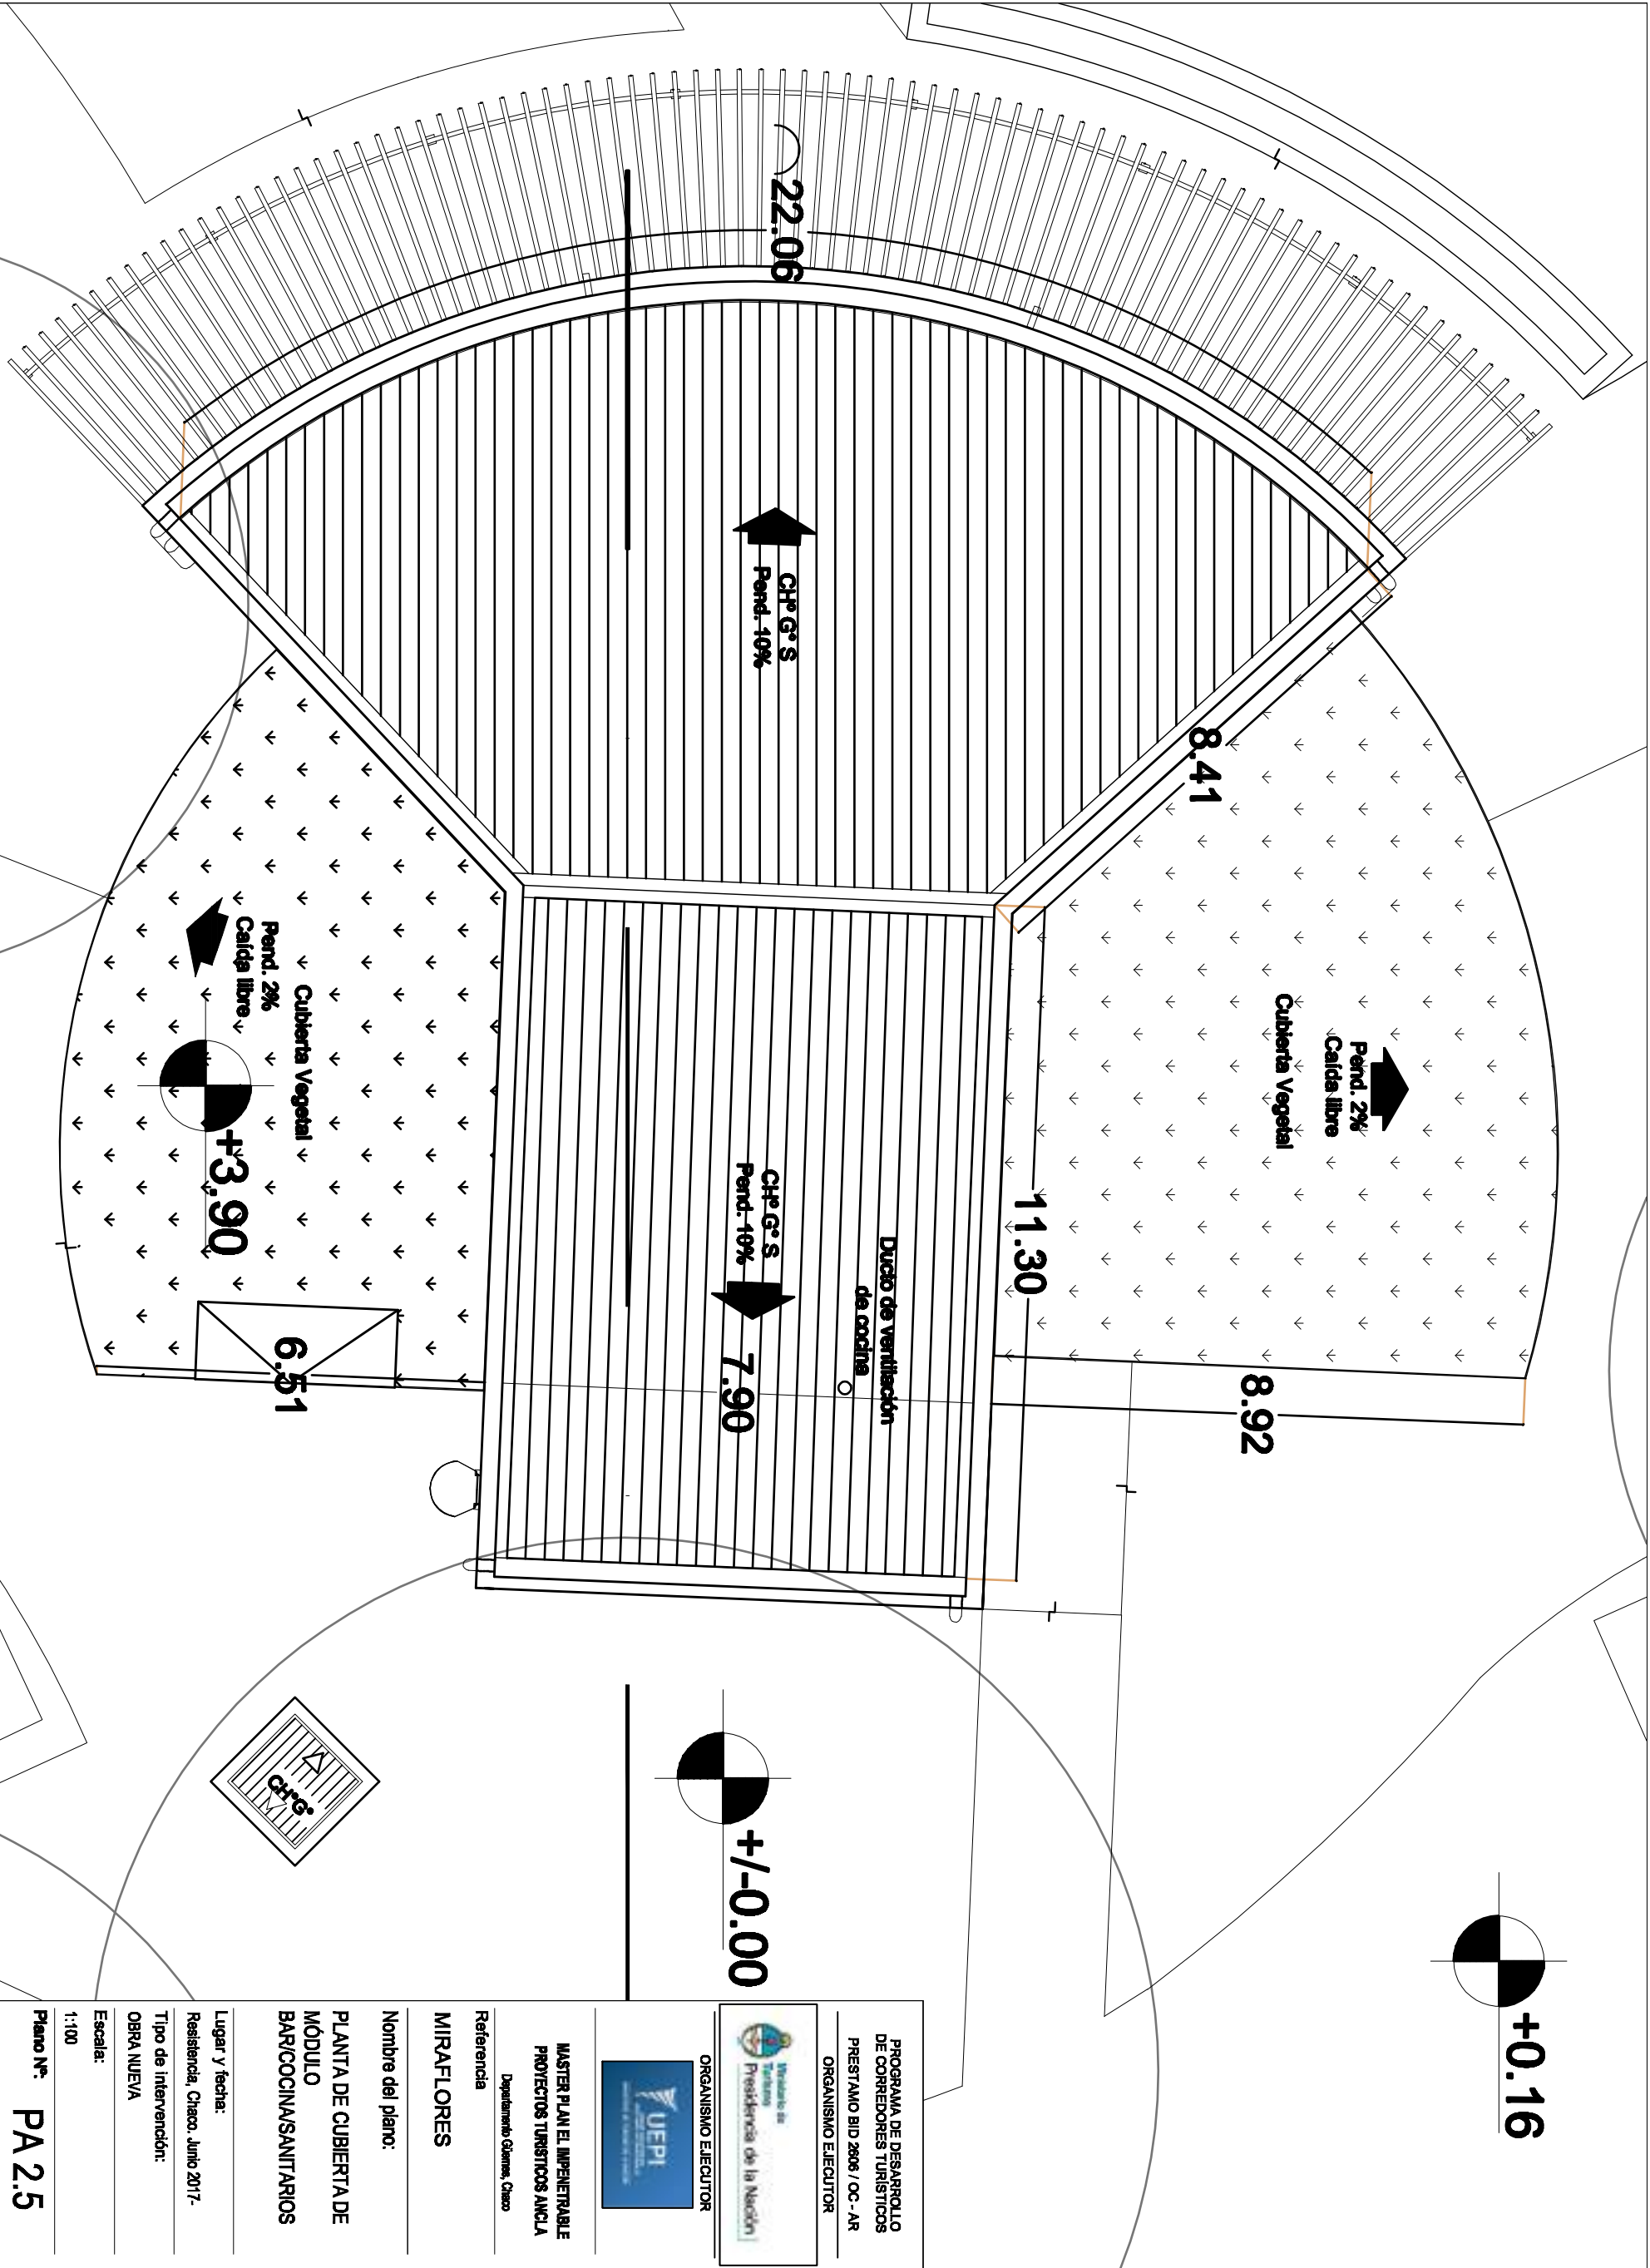 22.06
CHº Gº S
Pend. 10%
8.41
Pend. 2%
Caída libre
Cubierta Vegetal
Cubierta Vegetal
Pend. 2%
Caída libre
+3.90
11.30
Ducto de ventilación
de cocina
CHº Gº S
Pend. 10%
7.90
6.51
8.92
CHºGº
+/-0.00
+0.16
PROGRAMA DE DESARROLLO
DE CORREDORES TURÍSTICOS
PRESTAMO BID 2606 / OC - AR
ORGANISMO EJECUTOR
Ministerio de
Turismo
Presidencia de la Nación
ORGANISMO EJECUTOR
UEPI
MASTER PLAN EL IMPENETRABLE
PROYECTOS TURISTICOS ANCLA
Departamento Güemes, Chaco
Referencia
MIRAFLORES
Nombre del plano:
PLANTA DE CUBIERTA DE
MÓDULO
BAR/COCINA/SANITARIOS
Lugar y fecha:
Resistencia, Chaco. Junio 2017-
Tipo de intervención:
OBRA NUEVA
Escala:
1:100
Plano Nº: PA 2.5